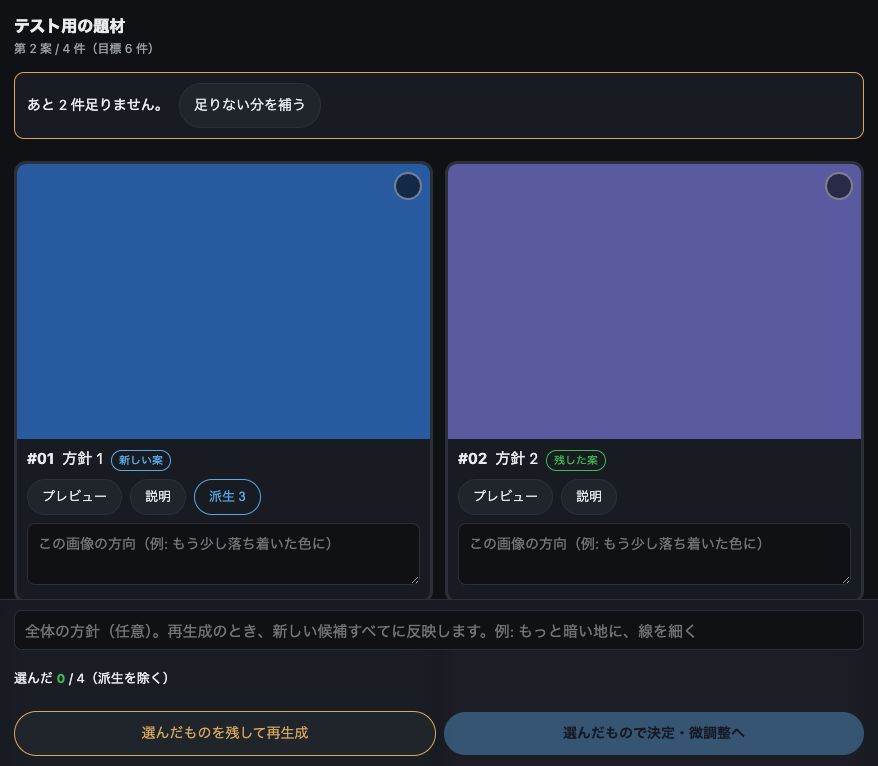 テスト用の題材
第 2 案 / 4 件（目標 6 件）
あと 2 件足りません。 足りない分を補う
#01 方針 1 新しい案
プレビュー 説明 派生 3
この画像の方向（例: もう少し落ち着いた色に）
#02 方針 2 残した案
プレビュー 説明
この画像の方向（例: もう少し落ち着いた色に）
全体の方針（任意）。再生成のとき、新しい候補すべてに反映します。例: もっと暗い地に、線を細く
選んだ 0 / 4（派生を除く）
選んだものを残して再生成
選んだもので決定・微調整へ